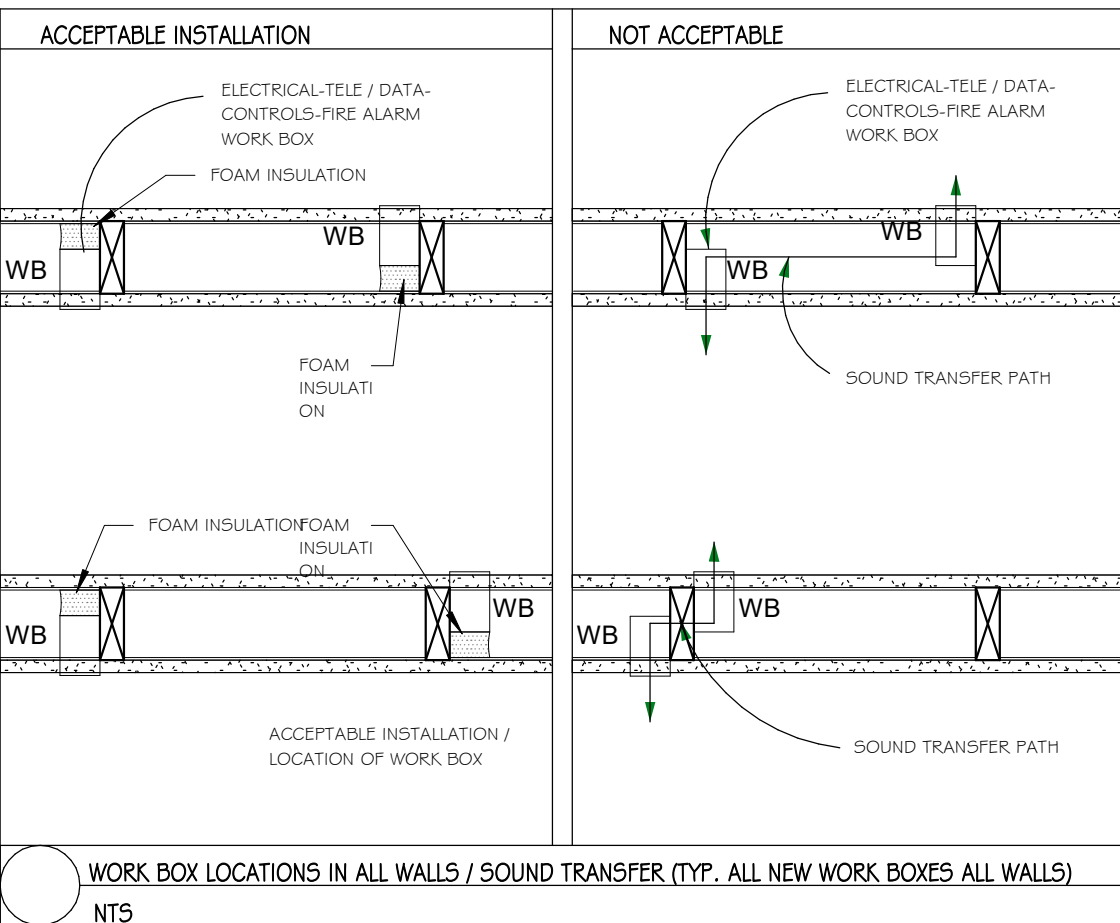 ACCEPTABLE INSTALLATION
ELECTRICAL-TELE / DATA-
CONTROLS-FIRE ALARM
WORK BOX
FOAM INSULATION
WB
WB
FOAM
INSULATI
ON
FOAM INSULATION
FOAM
INSULATI
ON
WB
WB
ACCEPTABLE INSTALLATION /
LOCATION OF WORK BOX
NOT ACCEPTABLE
ELECTRICAL-TELE / DATA-
CONTROLS-FIRE ALARM
WORK BOX
WB
WB
SOUND TRANSFER PATH
WB
WB
SOUND TRANSFER PATH
WORK BOX LOCATIONS IN ALL WALLS / SOUND TRANSFER (TYP. ALL NEW WORK BOXES ALL WALLS)
NTS